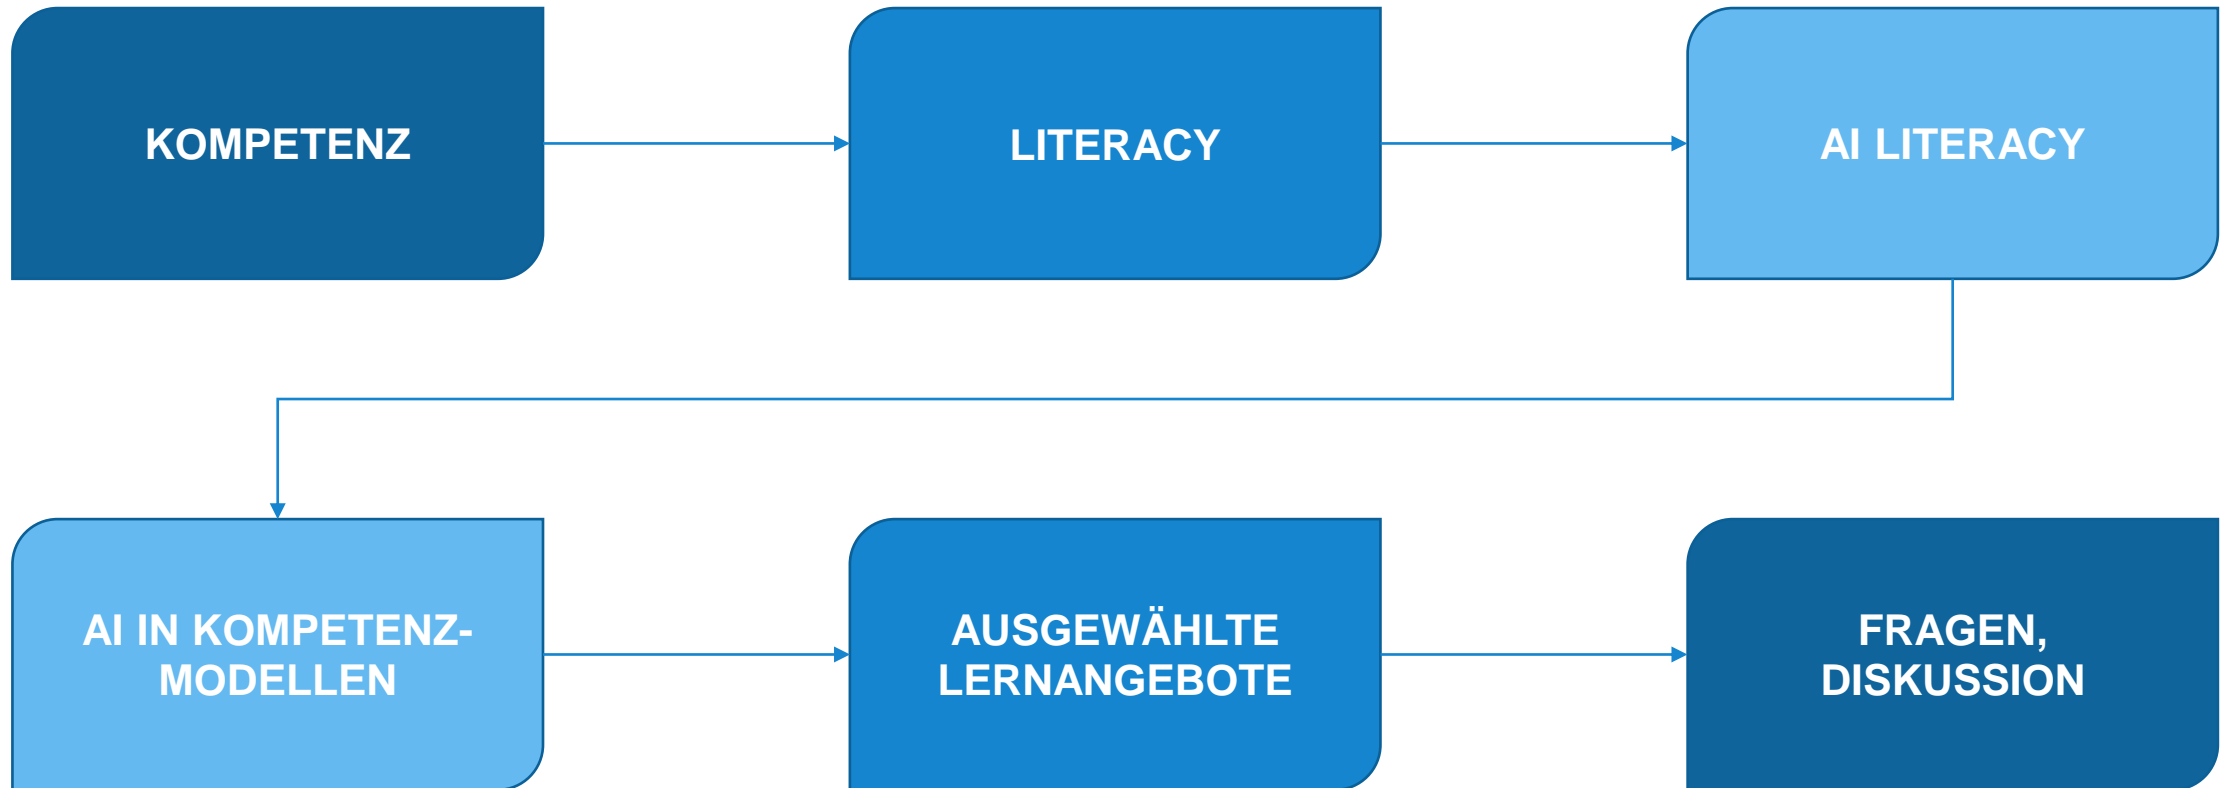 KOMPETENZ
LITERACY
AI LITERACY
AI IN KOMPETENZ-
MODELLEN
AUSGEWÄHLTE
LERNANGEBOTE
FRAGEN,
DISKUSSION